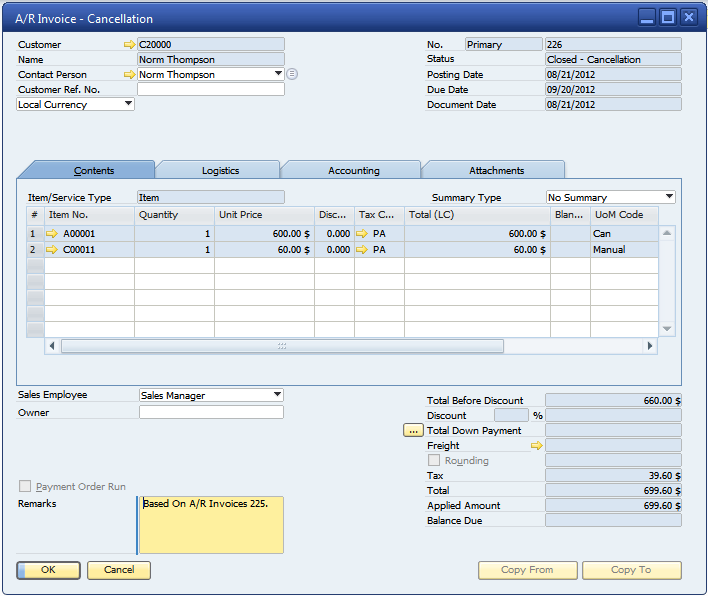 A/R Invoice - Cancellation
Customer C20000
Name Norm Thompson
Contact Person Norm Thompson
Customer Ref. No.
Local Currency
No. Primary 226
Status Closed - Cancellation
Posting Date 08/21/2012
Due Date 09/20/2012
Document Date 08/21/2012
Contents Logistics Accounting Attachments
Item/Service Type Item Summary Type No Summary
# Item No. Quantity Unit Price Disc... Tax C... Total (LC) Blan... UoM Code
1 A00001 1 600.00 $ 0.000 PA 600.00 $ Can
2 C00011 1 60.00 $ 0.000 PA 60.00 $ Manual
Sales Employee Sales Manager
Owner
Payment Order Run
Remarks Based On A/R Invoices 225.
Total Before Discount 660.00 $
Discount %
... Total Down Payment
Freight
Rounding
Tax 39.60 $
Total 699.60 $
Applied Amount 699.60 $
Balance Due
OK Cancel Copy From Copy To